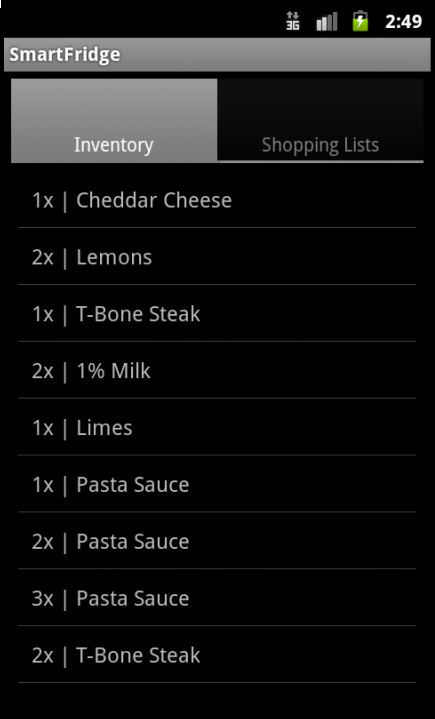 3G 2:49
SmartFridge
Inventory Shopping Lists
1x | Cheddar Cheese
2x | Lemons
1x | T-Bone Steak
2x | 1% Milk
1x | Limes
1x | Pasta Sauce
2x | Pasta Sauce
3x | Pasta Sauce
2x | T-Bone Steak